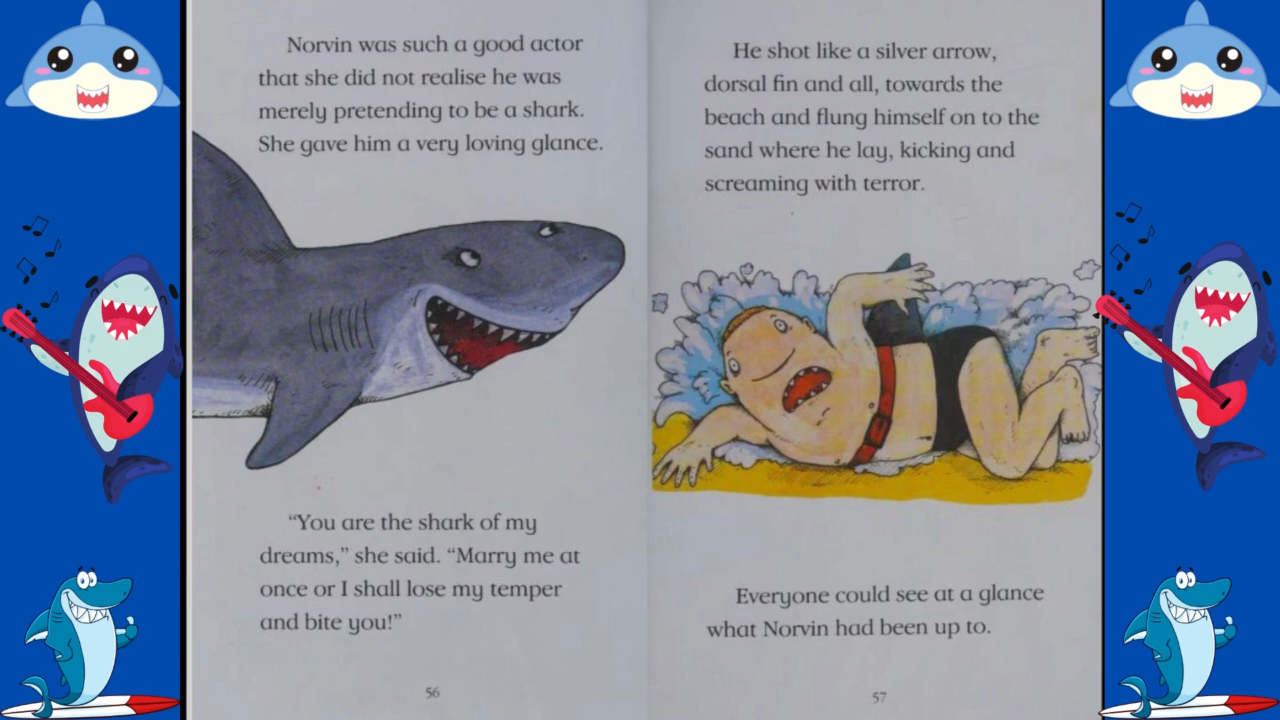 Norvin was such a good actor
that she did not realise he was
merely pretending to be a shark.
She gave him a very loving glance.
“You are the shark of my
dreams,” she said. “Marry me at
once or I shall lose my temper
and bite you!”
56
He shot like a silver arrow,
dorsal fin and all, towards the
beach and flung himself on to the
sand where he lay, kicking and
screaming with terror.
Everyone could see at a glance
what Norvin had been up to.
57